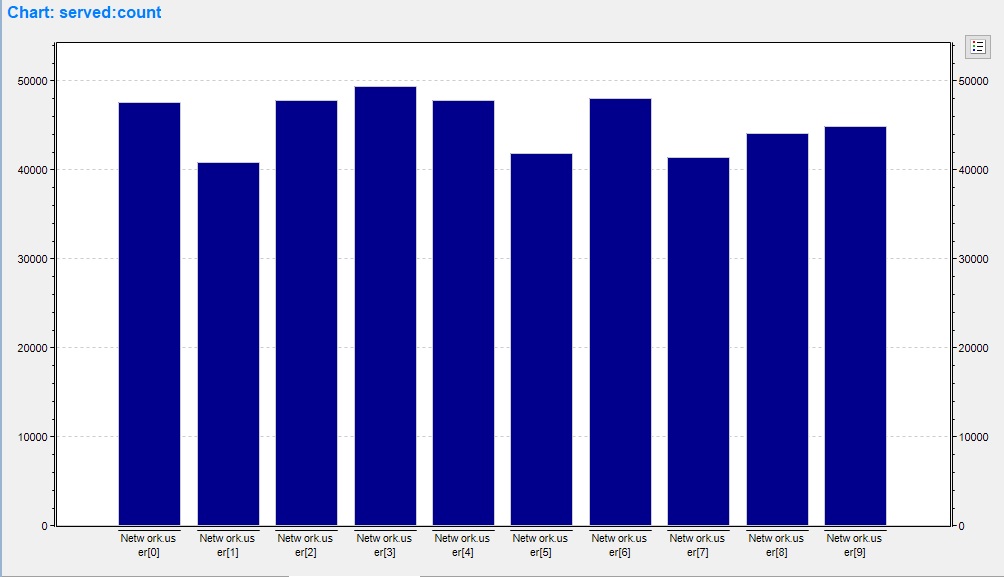 Chart: served:count
50000 50000
40000 40000
30000 30000
20000 20000
10000 10000
0 0
Netw ork.us Netw ork.us Netw ork.us Netw ork.us Netw ork.us Netw ork.us Netw ork.us Netw ork.us Netw ork.us Netw ork.us
er[0] er[1] er[2] er[3] er[4] er[5] er[6] er[7] er[8] er[9]